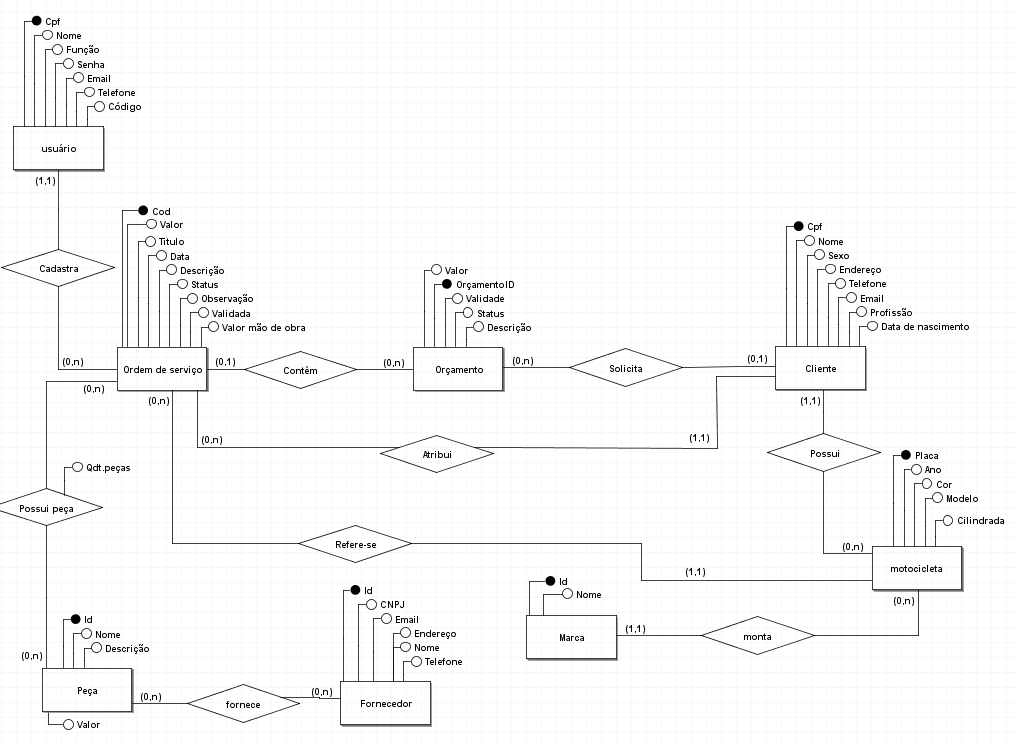 Cpf
Nome
Função
Senha
Email
Telefone
Código
usuário
(1,1)
Cadastra
(0,n)
Cod
Valor
Titulo
Data
Descrição
Status
Observação
Validada
Valor mão de obra
Ordem de serviço
(0,1)
Contém
(0,n)
Valor
OrçamentoID
Validade
Status
Descrição
Orçamento
(0,n)
Solicita
(0,1)
Cpf
Nome
Sexo
Endereço
Telefone
Email
Profissão
Data de nascimento
Cliente
(0,n)
(0,n)
(1,1)
(0,n)
Atribui
(1,1)
Possui
Qdt.peças
Possui peça
Placa
Ano
Cor
Modelo
Cilindrada
(0,n)
motocicleta
Refere-se
(1,1)
(0,n)
Id
Nome
Marca
(1,1)
monta
Id
CNPJ
Email
Endereço
Nome
Telefone
Fornecedor
Id
Nome
Descrição
(0,n)
Peça
(0,n)
fornece
(0,n)
Valor